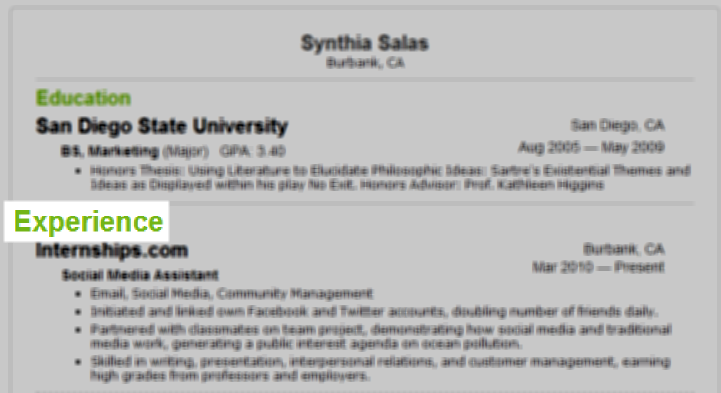 Synthia Salas
Burbank, CA
Education
San Diego State University San Diego, CA
BS, Marketing (Major) GPA: 3.40 Aug 2005 — May 2009
• Honors Thesis: Using Literature to Elucidate Philosophic Ideas: Sartre's Existential Themes and
Ideas as Displayed within his play No Exit. Honors Advisor: Prof. Kathleen Higgins
Experience
Internships.com Burbank, CA
Social Media Assistant Mar 2010 — Present
• Email, Social Media, Community Management
• Initiated and linked own Facebook and Twitter accounts, doubling number of friends daily.
• Partnered with classmates on team project, demonstrating how social media and traditional
media work, generating a public interest agenda on ocean pollution.
• Skilled in writing, presentation, interpersonal relations, and customer management, earning
high grades from professors and employers.